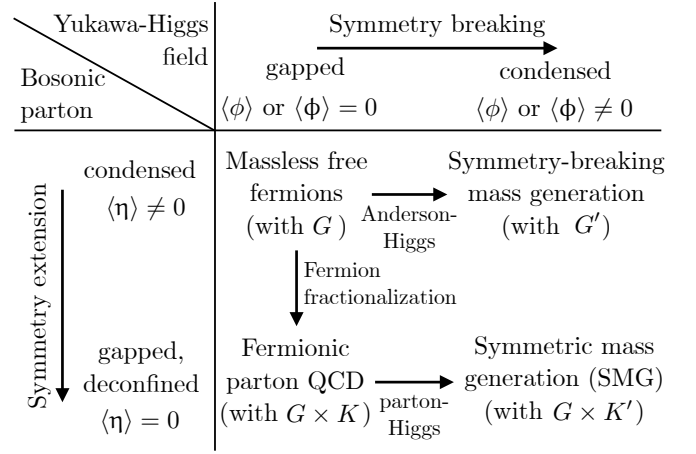 Yukawa-Higgs
field
Bosonic
parton
Symmetry breaking
gapped
⟨ϕ⟩ or ⟨φ⟩ = 0
condensed
⟨ϕ⟩ or ⟨φ⟩ ≠ 0
Symmetry extension
condensed
⟨η⟩ ≠ 0
Massless free
fermions
(with G)
Anderson-
Higgs
Symmetry-breaking
mass generation
(with G′)
Fermion
fractionalization
gapped,
deconfined
⟨η⟩ = 0
Fermionic
parton QCD
(with G × K)
parton-
Higgs
Symmetric mass
generation (SMG)
(with G × K′)